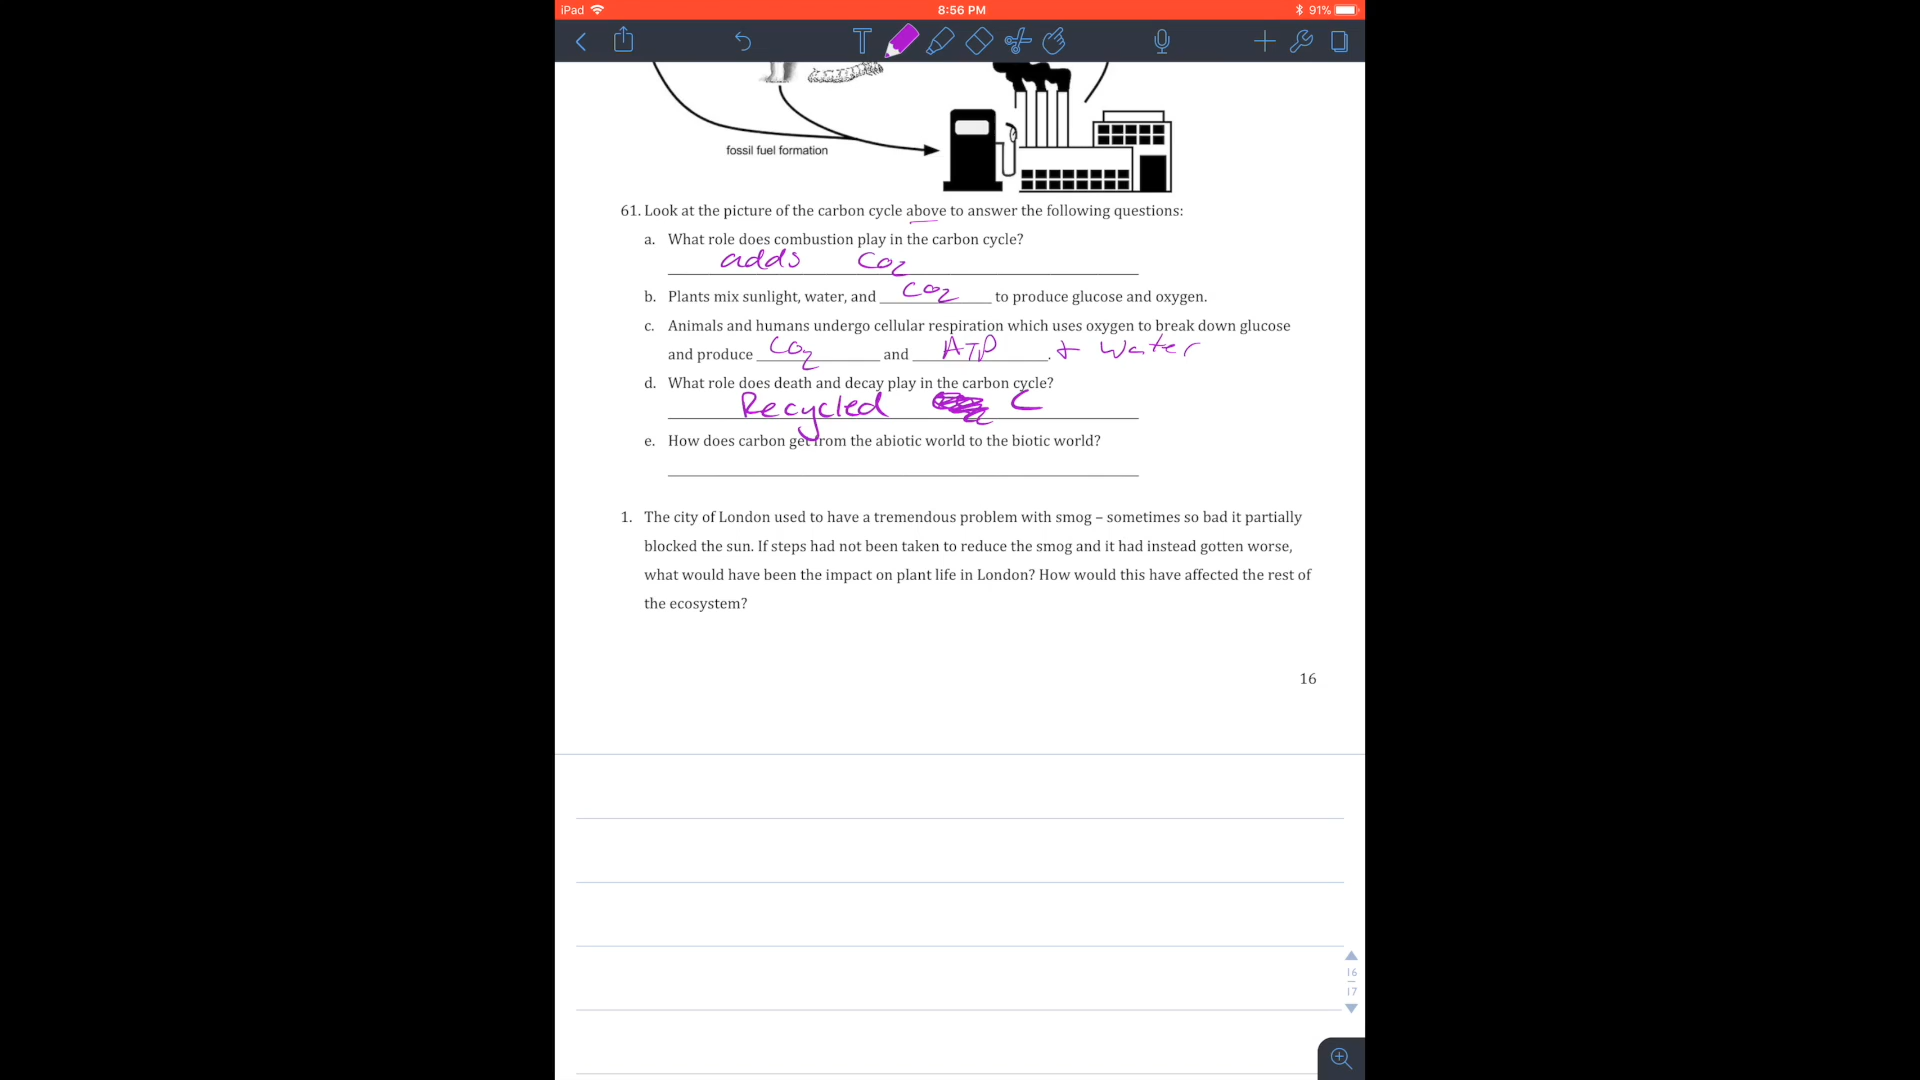 iPad 8:56 PM 91%
T
fossil fuel formation
61. Look at the picture of the carbon cycle above to answer the following questions:
a. What role does combustion play in the carbon cycle?
adds CO2
b. Plants mix sunlight, water, and CO2 to produce glucose and oxygen.
c. Animals and humans undergo cellular respiration which uses oxygen to break down glucose
and produce CO2 and ATP. + Water
d. What role does death and decay play in the carbon cycle?
Recycled C
e. How does carbon get from the abiotic world to the biotic world?
1. The city of London used to have a tremendous problem with smog – sometimes so bad it partially
blocked the sun. If steps had not been taken to reduce the smog and it had instead gotten worse,
what would have been the impact on plant life in London? How would this have affected the rest of
the ecosystem?
16
16
17